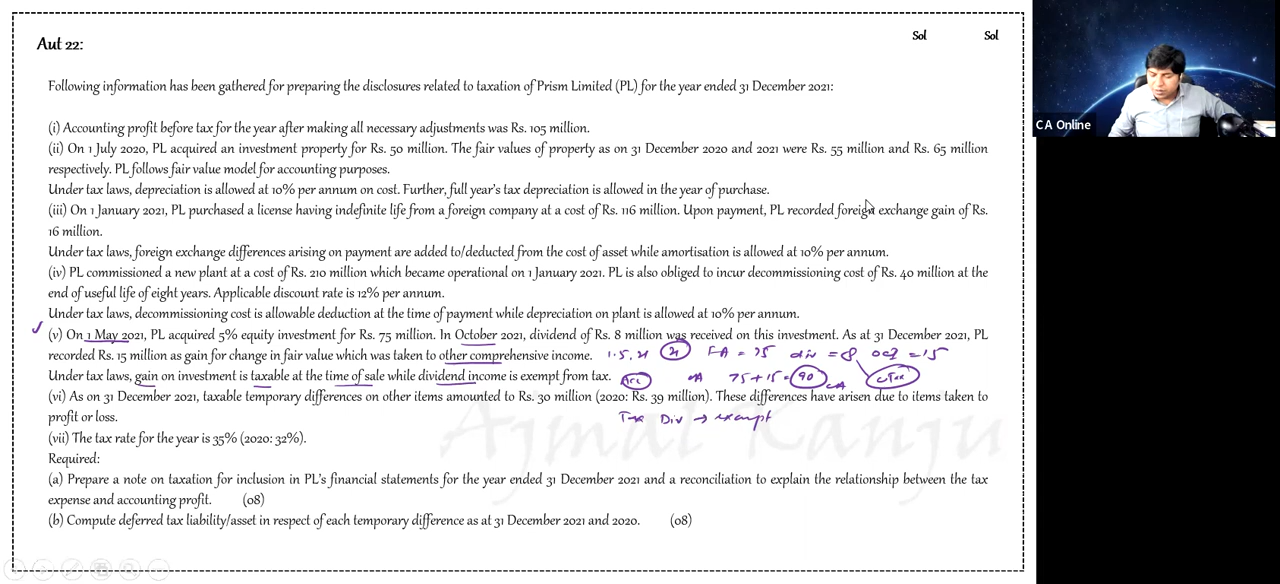 Sol Sol
Aut 22:
Following information has been gathered for preparing the disclosures related to taxation of Prism Limited (PL) for the year ended 31 December 2021:
(i) Accounting profit before tax for the year after making all necessary adjustments was Rs. 105 million.
(ii) On 1 July 2020, PL acquired an investment property for Rs. 50 million. The fair values of property as on 31 December 2020 and 2021 were Rs. 55 million and Rs. 65 million
respectively. PL follows fair value model for accounting purposes.
Under tax laws, depreciation is allowed at 10% per annum on cost. Further, full year's tax depreciation is allowed in the year of purchase.
(iii) On 1 January 2021, PL purchased a license having indefinite life from a foreign company at a cost of Rs. 116 million. Upon payment, PL recorded foreign exchange gain of Rs.
16 million.
Under tax laws, foreign exchange differences arising on payment are added to/deducted from the cost of asset while amortisation is allowed at 10% per annum.
(iv) PL commissioned a new plant at a cost of Rs. 210 million which became operational on 1 January 2021. PL is also obliged to incur decommissioning cost of Rs. 40 million at the
end of useful life of eight years. Applicable discount rate is 12% per annum.
Under tax laws, decommissioning cost is allowable deduction at the time of payment while depreciation on plant is allowed at 10% per annum.
(v) On 1 May 2021, PL acquired 5% equity investment for Rs. 75 million. In October 2021, dividend of Rs. 8 million was received on this investment. As at 31 December 2021, PL
recorded Rs. 15 million as gain for change in fair value which was taken to other comprehensive income. 1.5.21 21 FA = 75 div = 8 OCI = 15
Under tax laws, gain on investment is taxable at the time of sale while dividend income is exempt from tax. Acc 75+15=90 CA
(vi) As on 31 December 2021, taxable temporary differences on other items amounted to Rs. 30 million (2020: Rs. 39 million). These differences have arisen due to items taken to
profit or loss. Tax Div → exempt
(vii) The tax rate for the year is 35% (2020: 32%).
Required:
(a) Prepare a note on taxation for inclusion in PL's financial statements for the year ended 31 December 2021 and a reconciliation to explain the relationship between the tax
expense and accounting profit. (08)
(b) Compute deferred tax liability/asset in respect of each temporary difference as at 31 December 2021 and 2020. (08)
Ajmal Kanju
CA Online